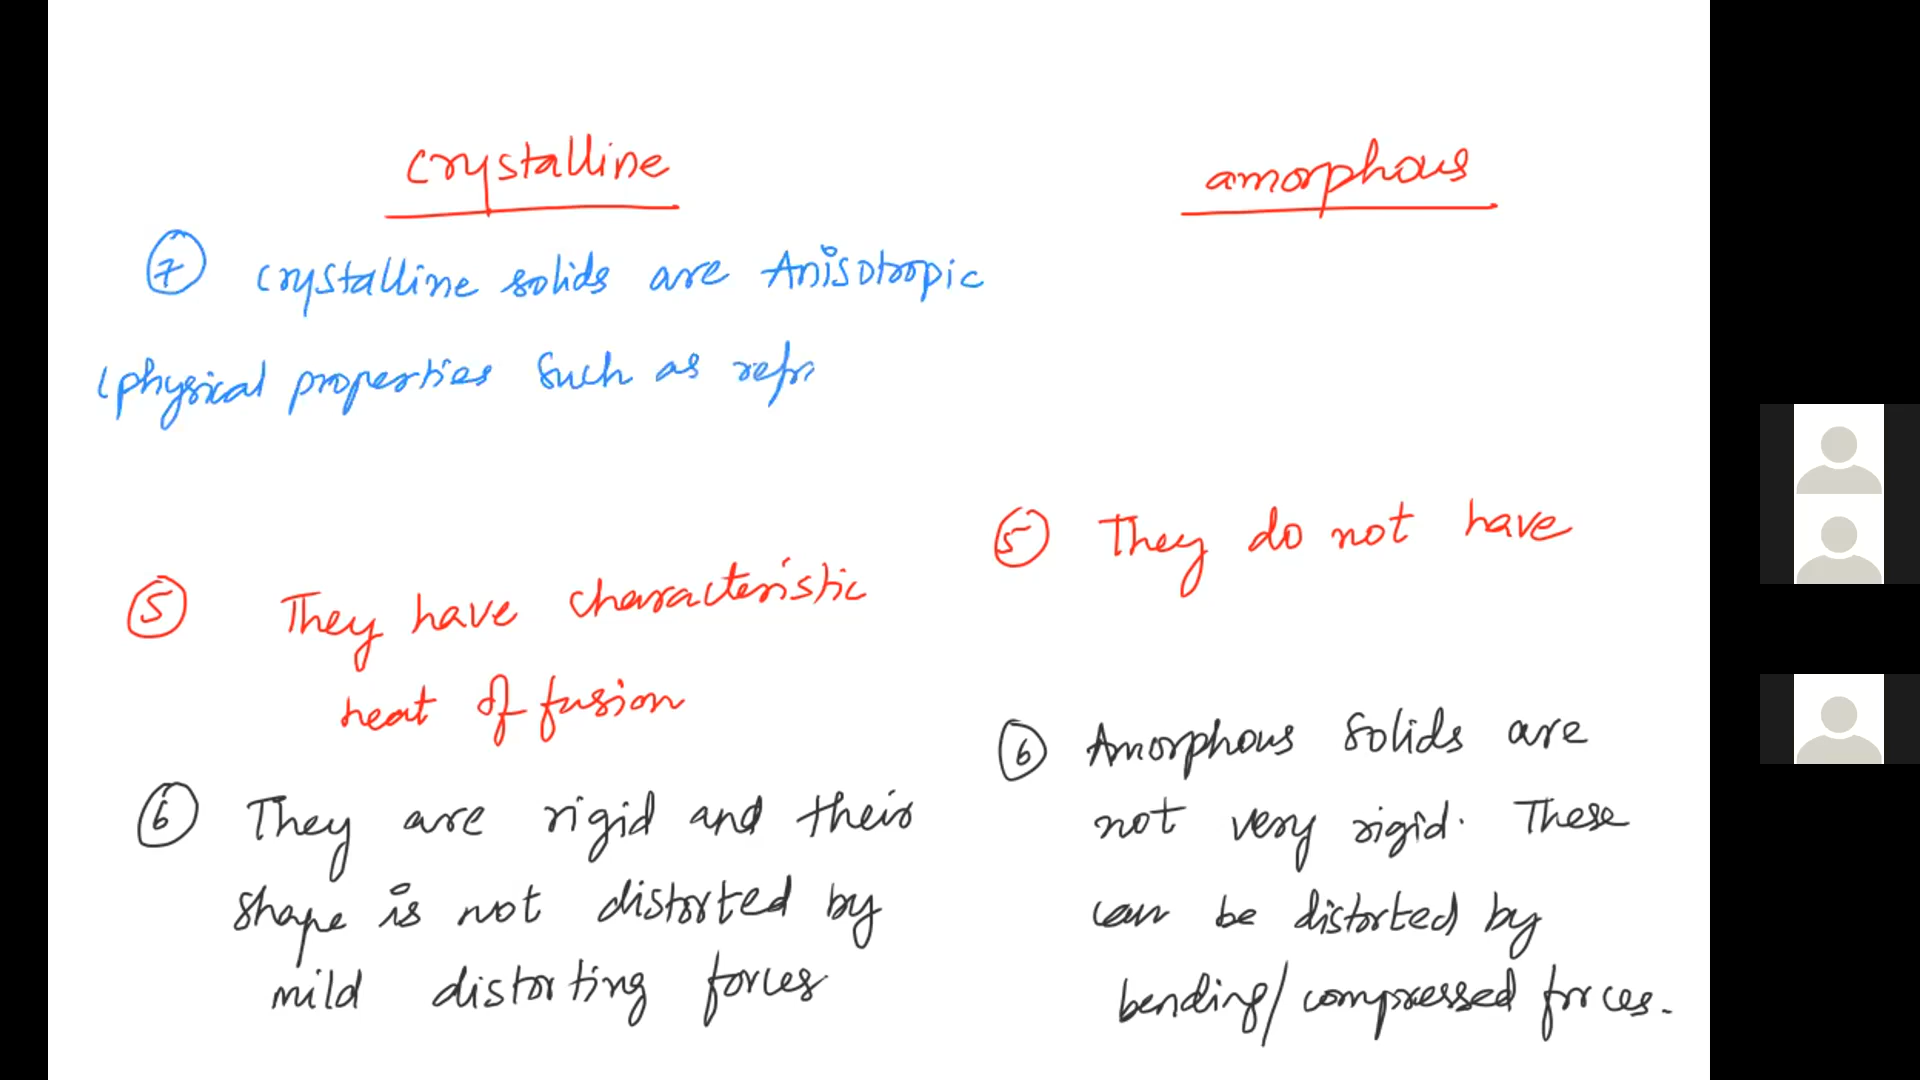 crystalline
amorphous
7 crystalline solids are Anisotropic
(physical properties such as refr
5 They have characteristic
heat of fusion
5 They do not have
6 They are rigid and their
shape is not distorted by
mild distorting forces
6 Amorphous solids are
not very rigid. These
can be distorted by
bending/compressed forces.